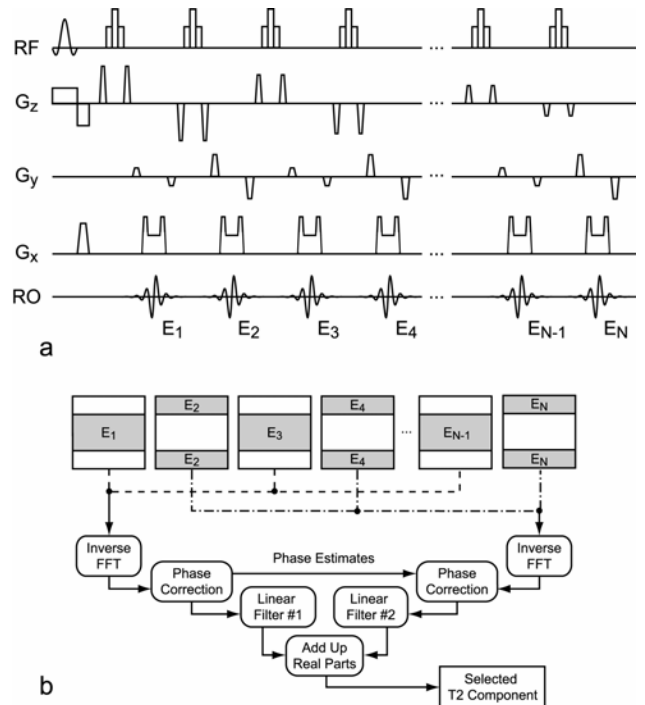 RF
...
Gz
Gy
...
Gx
RO
E1 E2 E3 E4 EN-1 EN
a
E1 E2 E2 E3 E4 E4 ... EN-1 EN EN
Inverse
FFT
Phase
Correction
Phase Estimates
Phase
Correction
Inverse
FFT
Linear
Filter #1
Linear
Filter #2
Add Up
Real Parts
Selected
T2 Component
b